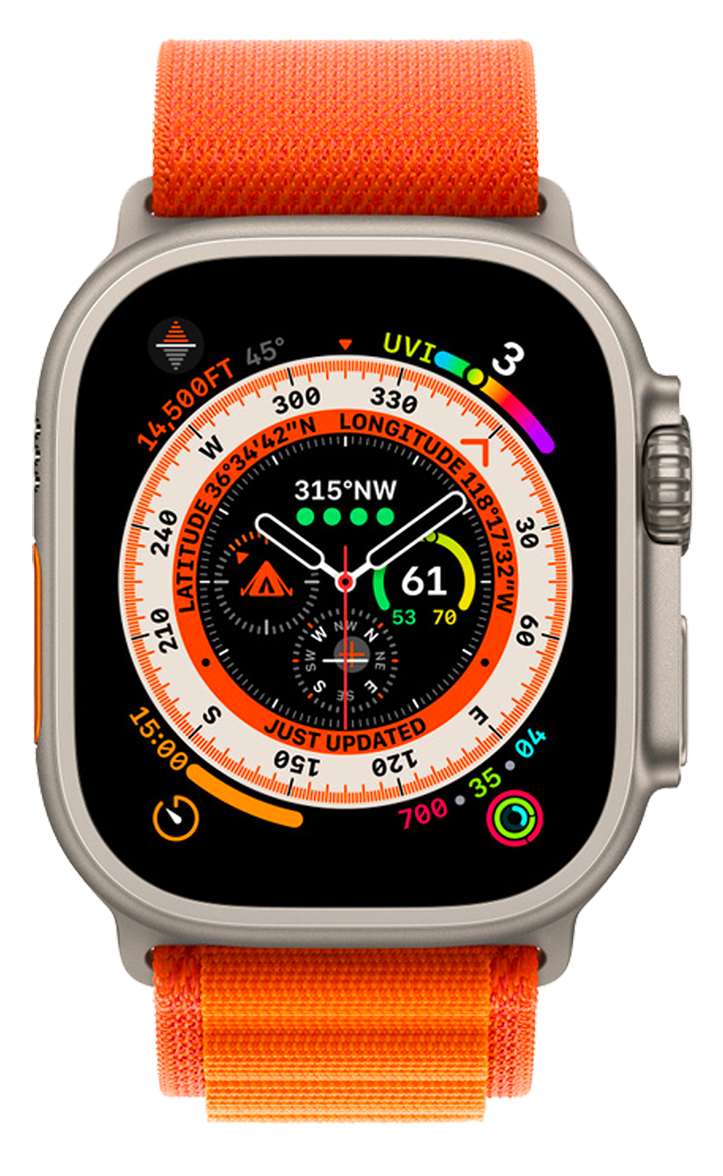 14,500FT 45°
UVI 3
W 300 330 30 60 E 120 150 S 210 240
LATITUDE 36°34'42"N LONGITUDE 118°17'32"W
315°NW
61
53 70
W NW N NE E SE S SW
JUST UPDATED
15:00
700 • 35 • 04